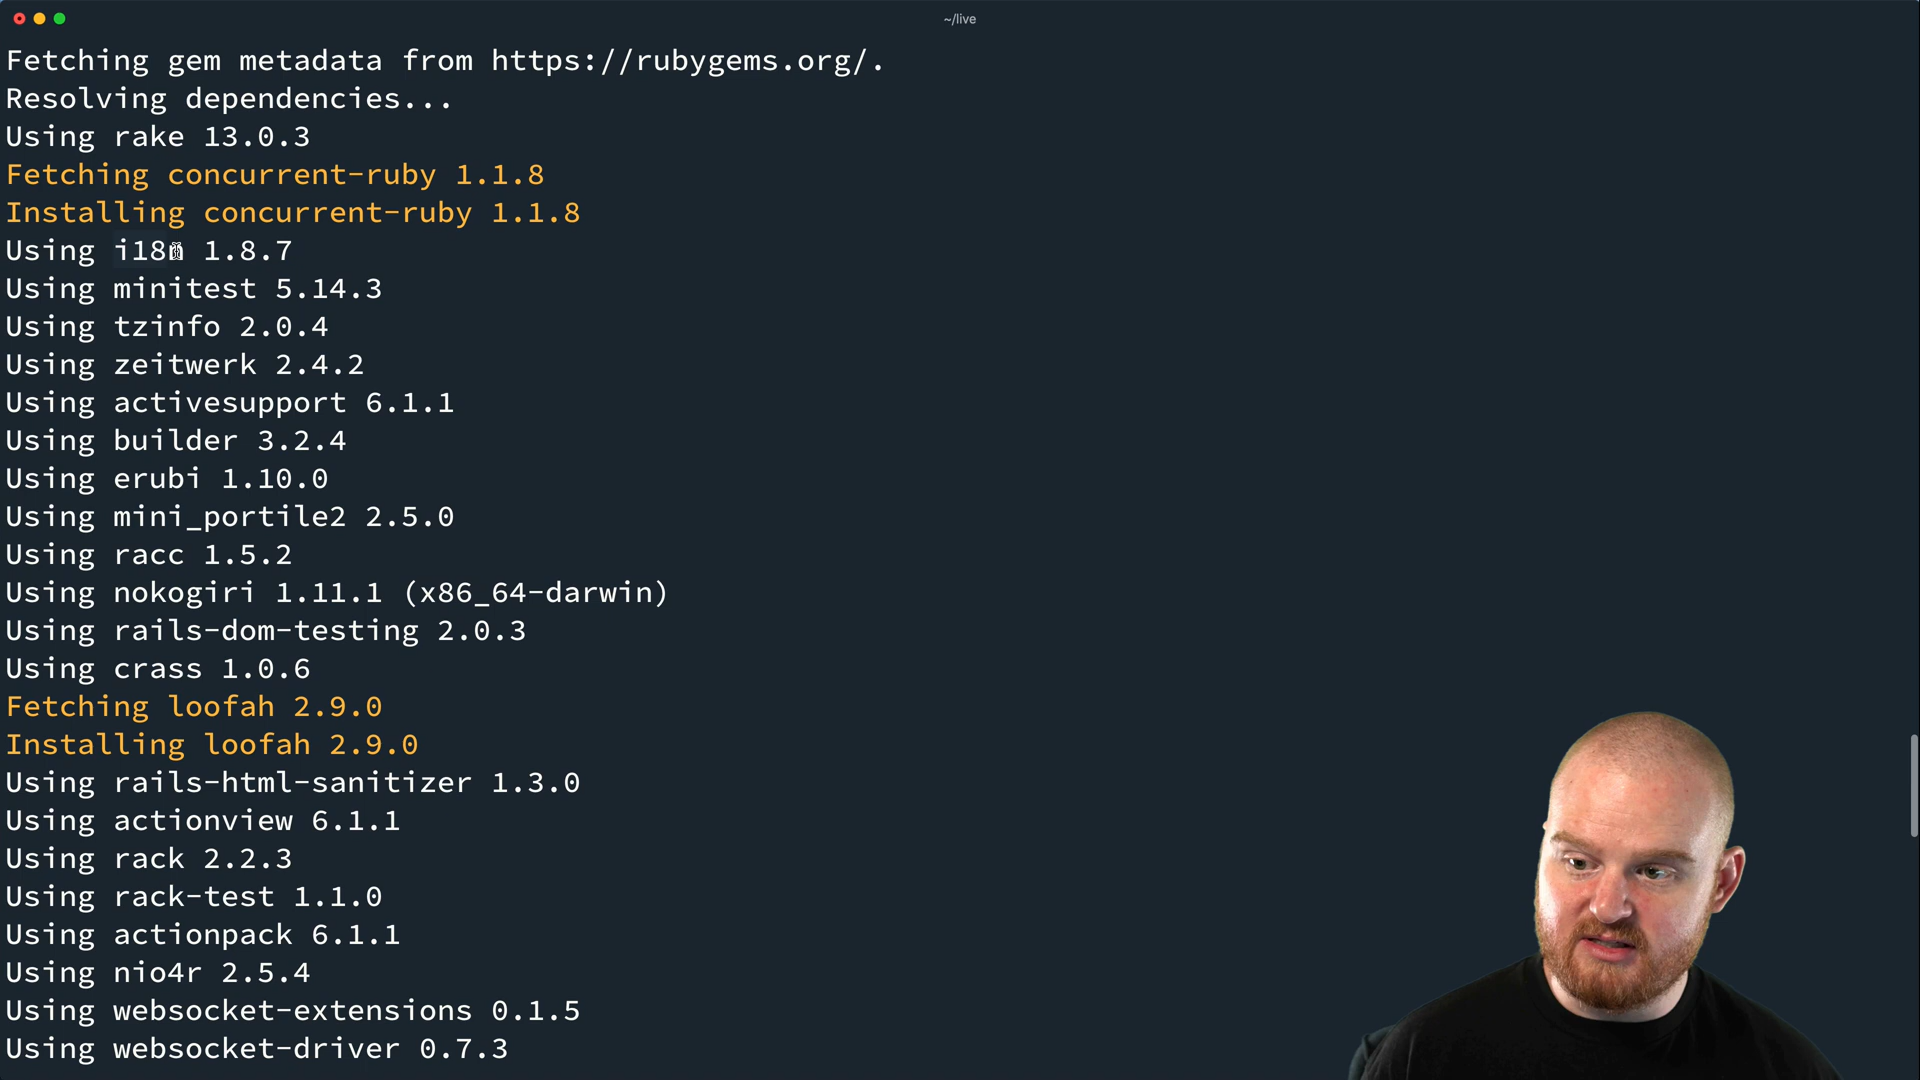 ~/live
Fetching gem metadata from https://rubygems.org/.
Resolving dependencies...
Using rake 13.0.3
Fetching concurrent-ruby 1.1.8
Installing concurrent-ruby 1.1.8
Using i18n 1.8.7
Using minitest 5.14.3
Using tzinfo 2.0.4
Using zeitwerk 2.4.2
Using activesupport 6.1.1
Using builder 3.2.4
Using erubi 1.10.0
Using mini_portile2 2.5.0
Using racc 1.5.2
Using nokogiri 1.11.1 (x86_64-darwin)
Using rails-dom-testing 2.0.3
Using crass 1.0.6
Fetching loofah 2.9.0
Installing loofah 2.9.0
Using rails-html-sanitizer 1.3.0
Using actionview 6.1.1
Using rack 2.2.3
Using rack-test 1.1.0
Using actionpack 6.1.1
Using nio4r 2.5.4
Using websocket-extensions 0.1.5
Using websocket-driver 0.7.3